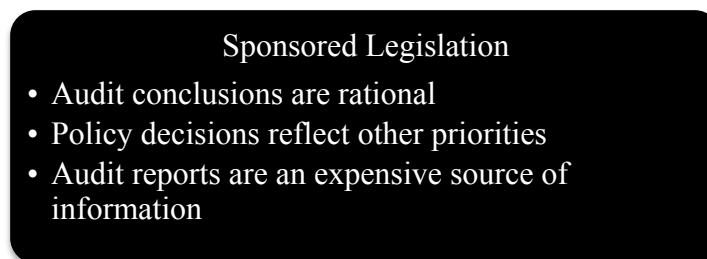 Sponsored Legislation
• Audit conclusions are rational
• Policy decisions reflect other priorities
• Audit reports are an expensive source of
information